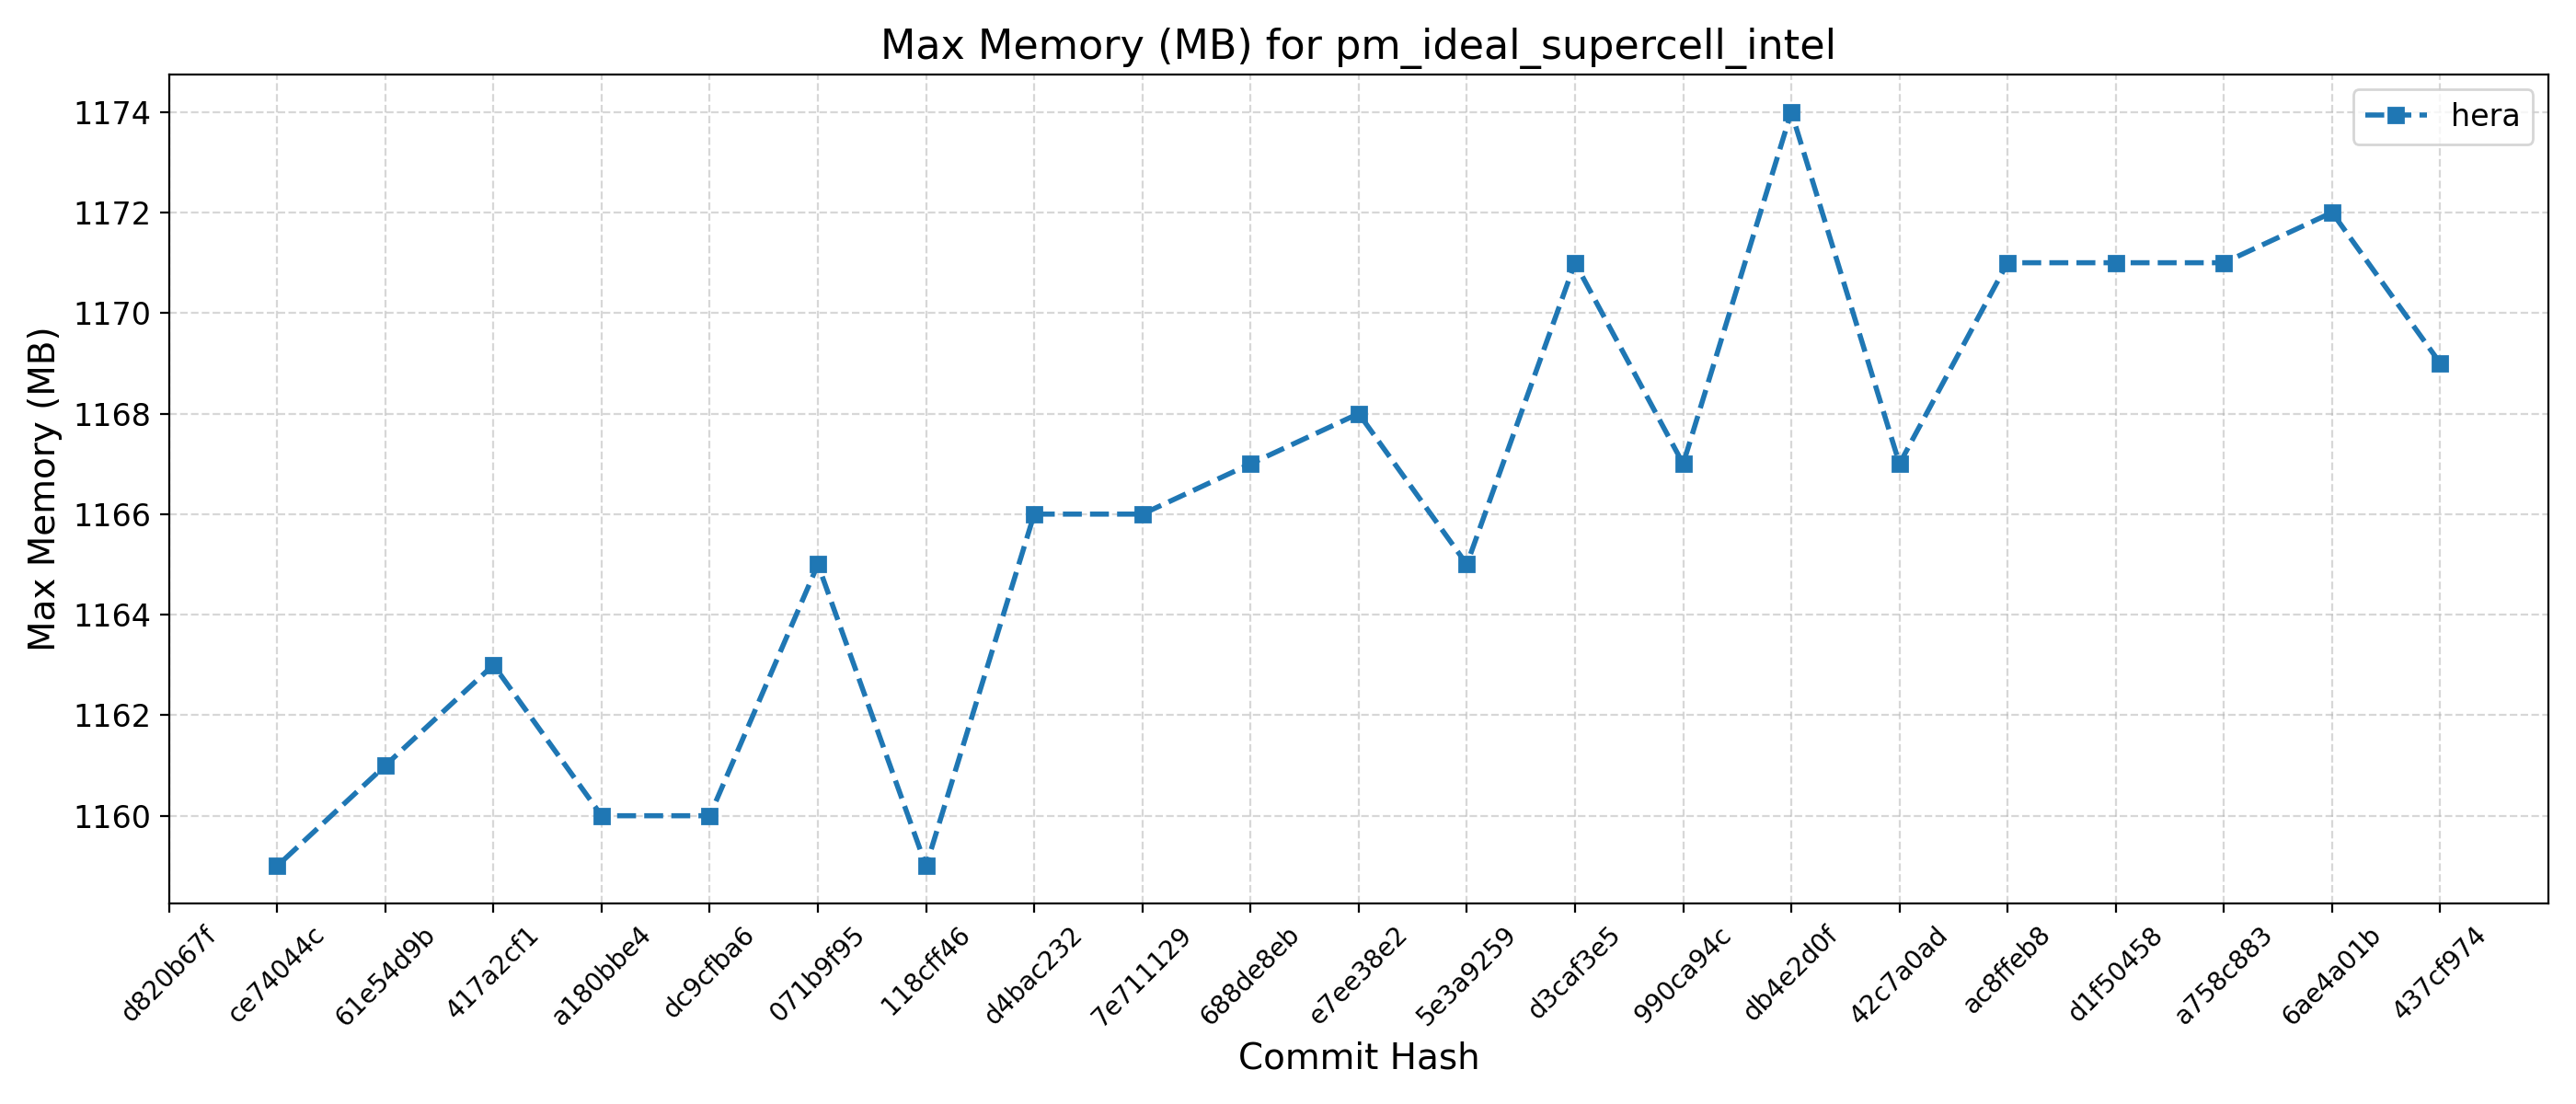 Max Memory (MB) for pm_ideal_supercell_intel
hera
Max Memory (MB)
1174
1172
1170
1168
1166
1164
1162
1160
d820b67f
ce74044c
61e54d9b
417a2cf1
a180bbe4
dc9cfba6
071b9f95
118cff46
d4bac232
7e711129
688de8eb
e7ee38e2
5e3a9259
d3caf3e5
990ca94c
db4e2d0f
42c7a0ad
ac8ffeb8
d1f50458
a758c883
6ae4a01b
437cf974
Commit Hash